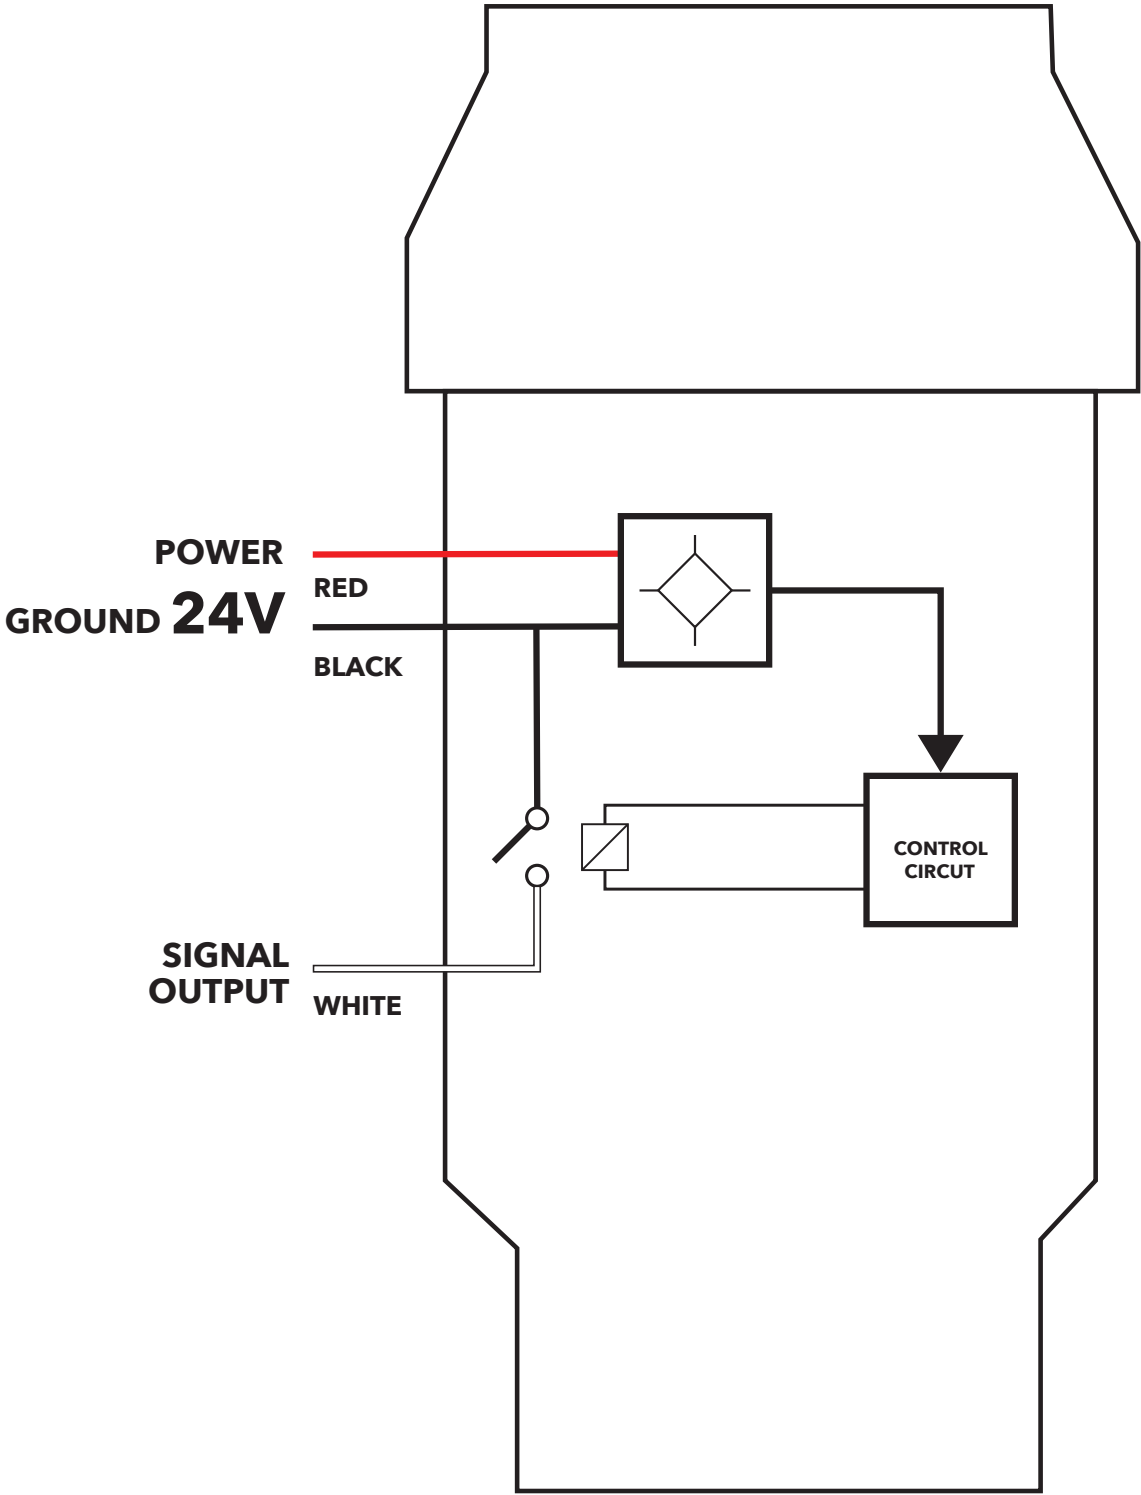 POWER
RED
GROUND 24V
BLACK
CONTROL
CIRCUT
SIGNAL
OUTPUT
WHITE